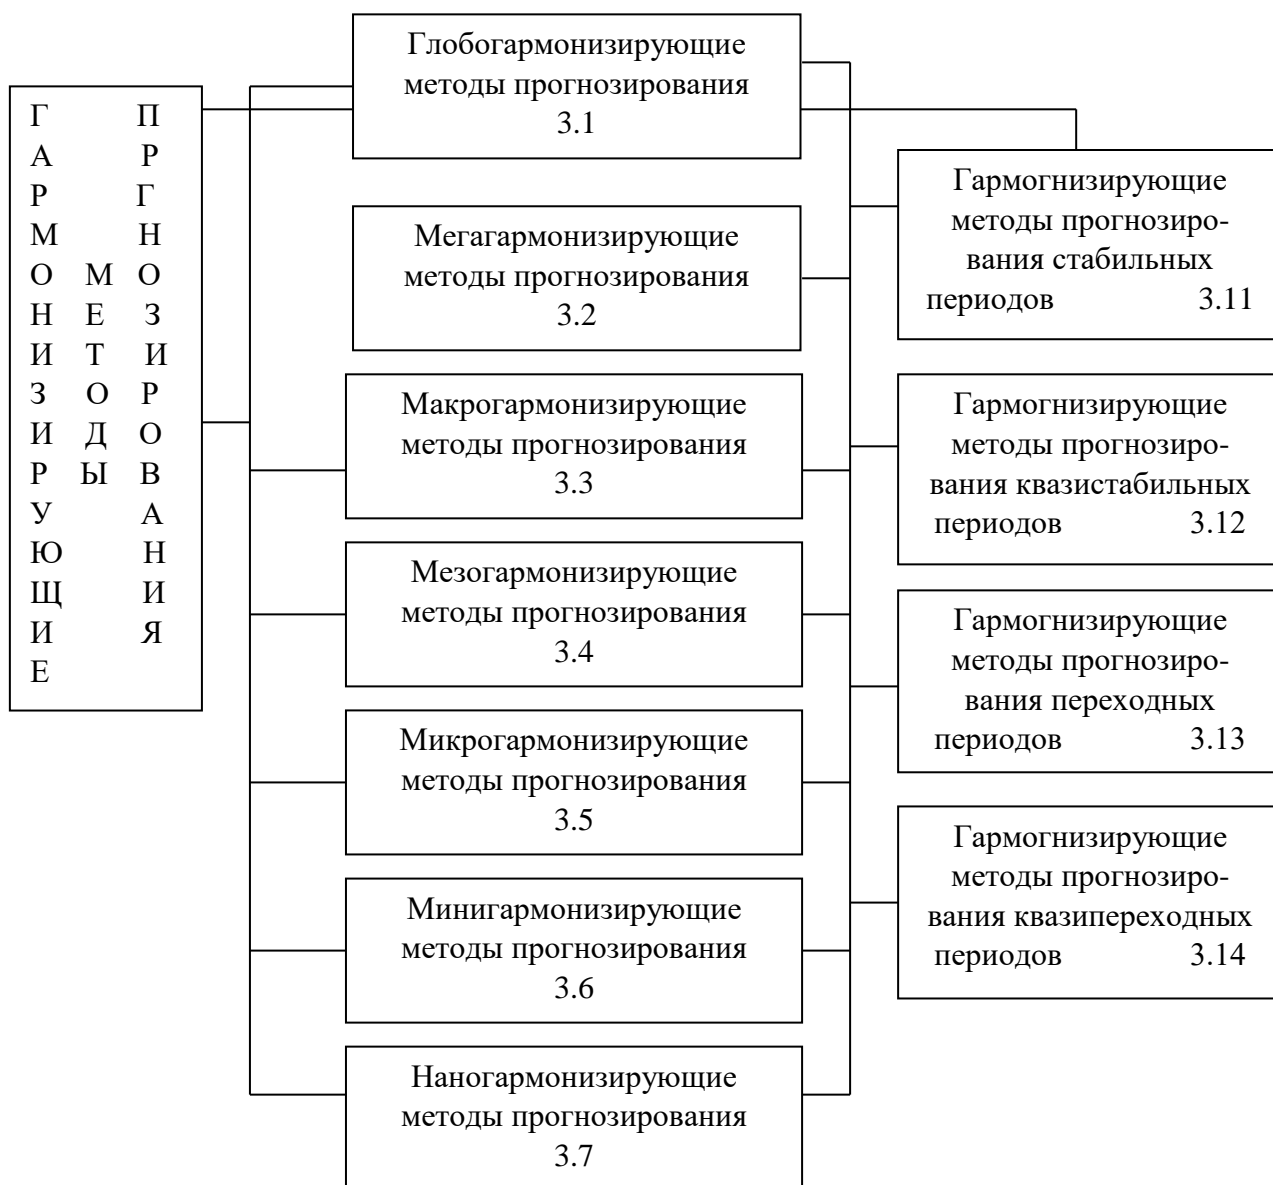 ГАРМОНИЗИРУЮЩИЕ
МЕТОДЫ
ПРГНОЗИРОВАНИЯ
Глобогармонизирующие
методы прогнозирования
3.1
Мегагармонизирующие
методы прогнозирования
3.2
Макрогармонизирующие
методы прогнозирования
3.3
Мезогармонизирующие
методы прогнозирования
3.4
Микрогармонизирующие
методы прогнозирования
3.5
Минигармонизирующие
методы прогнозирования
3.6
Наногармонизирующие
методы прогнозирования
3.7
Гармогнизирующие
методы прогнозиро-
вания стабильных
периодов 3.11
Гармогнизирующие
методы прогнозиро-
вания квазистабильных
периодов 3.12
Гармогнизирующие
методы прогнозиро-
вания переходных
периодов 3.13
Гармогнизирующие
методы прогнозиро-
вания квазипереходных
периодов 3.14